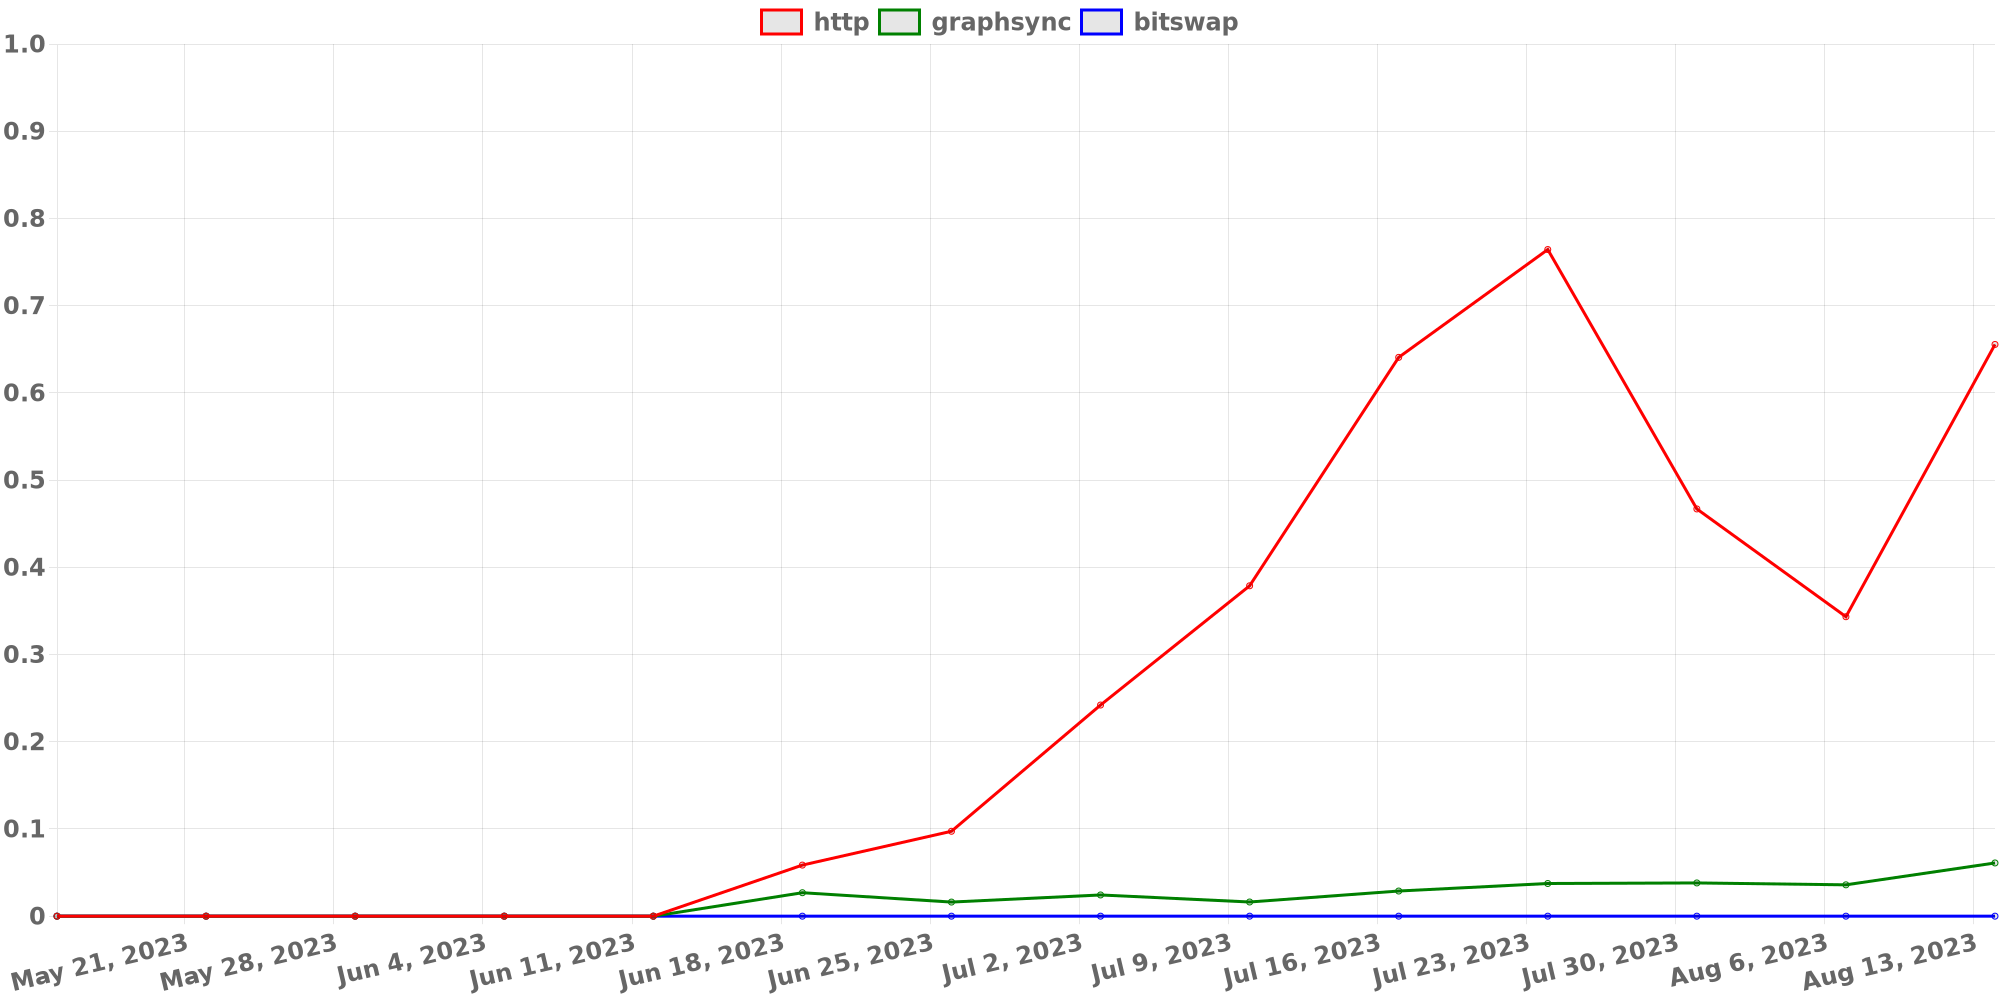 http graphsync bitswap
1.0
0.9
0.8
0.7
0.6
0.5
0.4
0.3
0.2
0.1
0
May 21, 2023
May 28, 2023
Jun 4, 2023
Jun 11, 2023
Jun 18, 2023
Jun 25, 2023
Jul 2, 2023
Jul 9, 2023
Jul 16, 2023
Jul 23, 2023
Jul 30, 2023
Aug 6, 2023
Aug 13, 2023